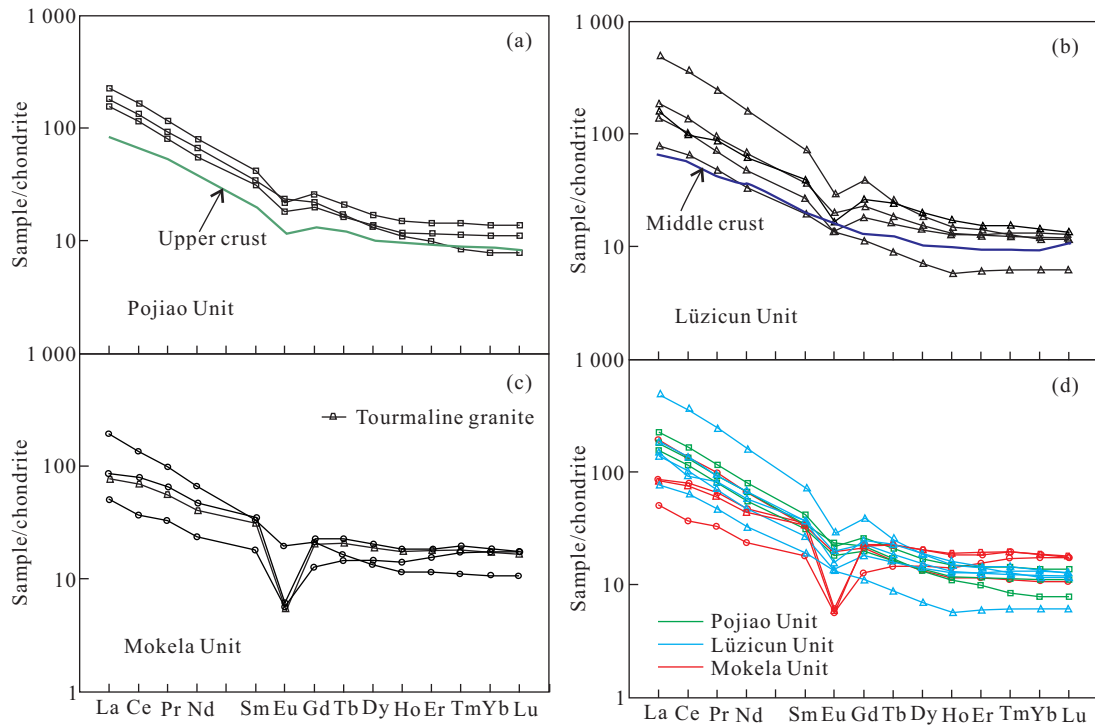 1 000
(a)
100
Sample/chondrite
10
Upper crust
Pojiao Unit
1 000
(b)
100
Sample/chondrite
10
Middle crust
Lüzicun Unit
1 000
(c)
Tourmaline granite
100
Sample/chondrite
10
Mokela Unit
1
La Ce Pr Nd Sm Eu Gd Tb Dy Ho Er Tm Yb Lu
1 000
(d)
100
Sample/chondrite
10
Pojiao Unit
Lüzicun Unit
Mokela Unit
1
La Ce Pr Nd Sm Eu Gd Tb Dy Ho Er Tm Yb Lu